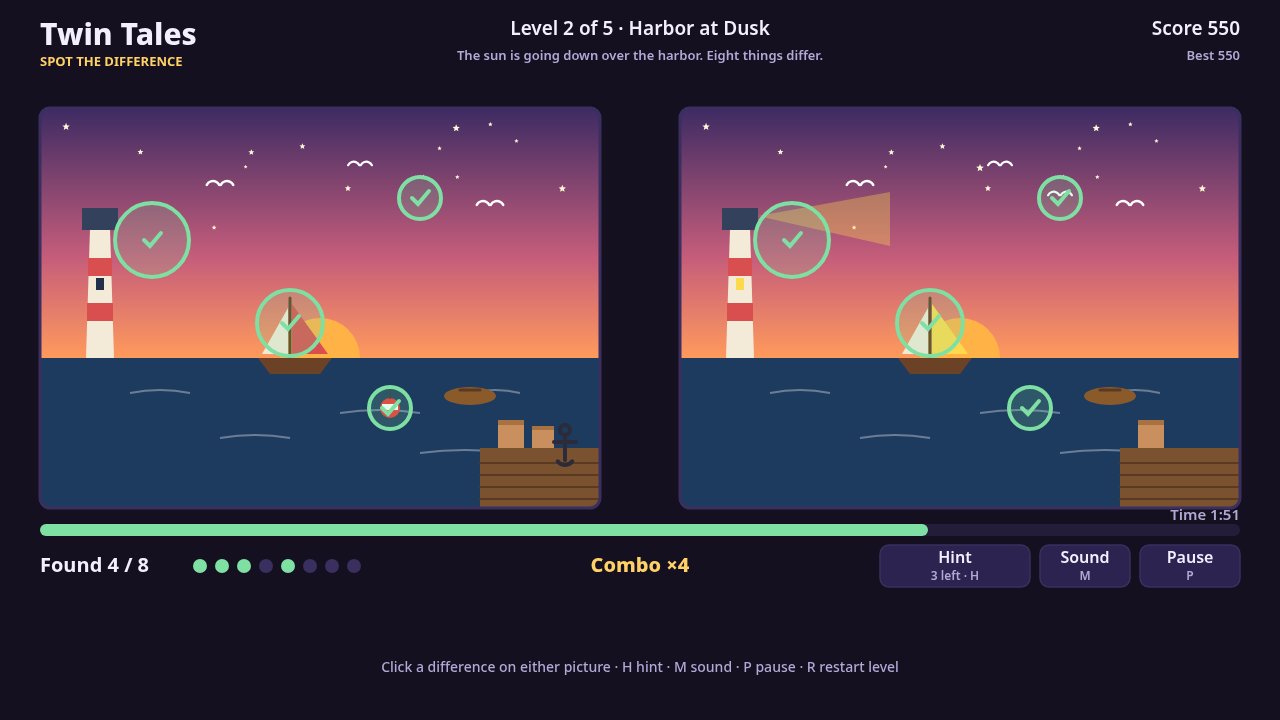 Twin Tales
SPOT THE DIFFERENCE
Level 2 of 5 · Harbor at Dusk
The sun is going down over the harbor. Eight things differ.
Score 550
Best 550
Time 1:51
Found 4 / 8
Combo ×4
Hint
3 left · H
Sound
M
Pause
P
Click a difference on either picture · H hint · M sound · P pause · R restart level